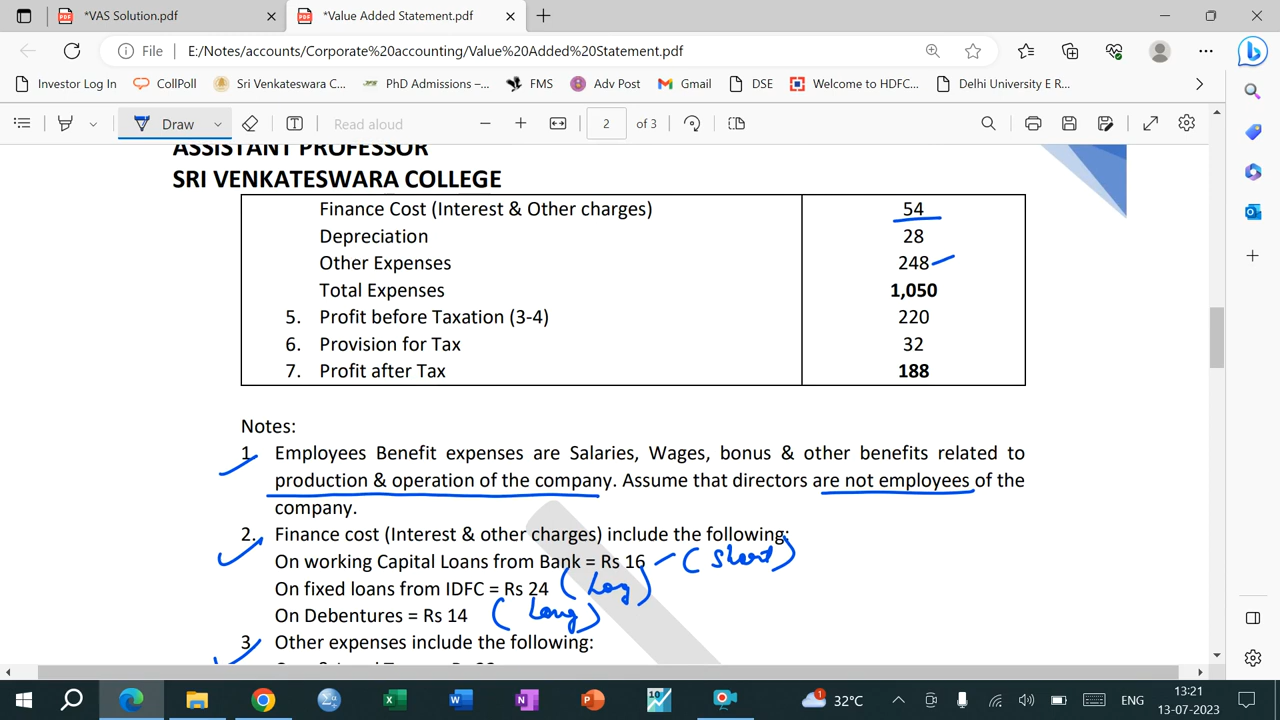 *VAS Solution.pdf
*Value Added Statement.pdf
File E:/Notes/accounts/Corporate%20accounting/Value%20Added%20Statement.pdf
Investor Log In CollPoll Sri Venkateswara C... PhD Admissions –... FMS Adv Post Gmail DSE Welcome to HDFC... Delhi University E R...
Draw Read aloud 2 of 3
ASSISTANT PROFESSOR
SRI VENKATESWARA COLLEGE
Finance Cost (Interest & Other charges) 54
Depreciation 28
Other Expenses 248
Total Expenses 1,050
5. Profit before Taxation (3-4) 220
6. Provision for Tax 32
7. Profit after Tax 188
Notes:
1. Employees Benefit expenses are Salaries, Wages, bonus & other benefits related to
production & operation of the company. Assume that directors are not employees of the
company.
2. Finance cost (Interest & other charges) include the following:
On working Capital Loans from Bank = Rs 16 (Short)
On fixed loans from IDFC = Rs 24 (Long)
On Debentures = Rs 14 (Long)
3. Other expenses include the following:
10
1
32°C
ENG
13:21
13-07-2023